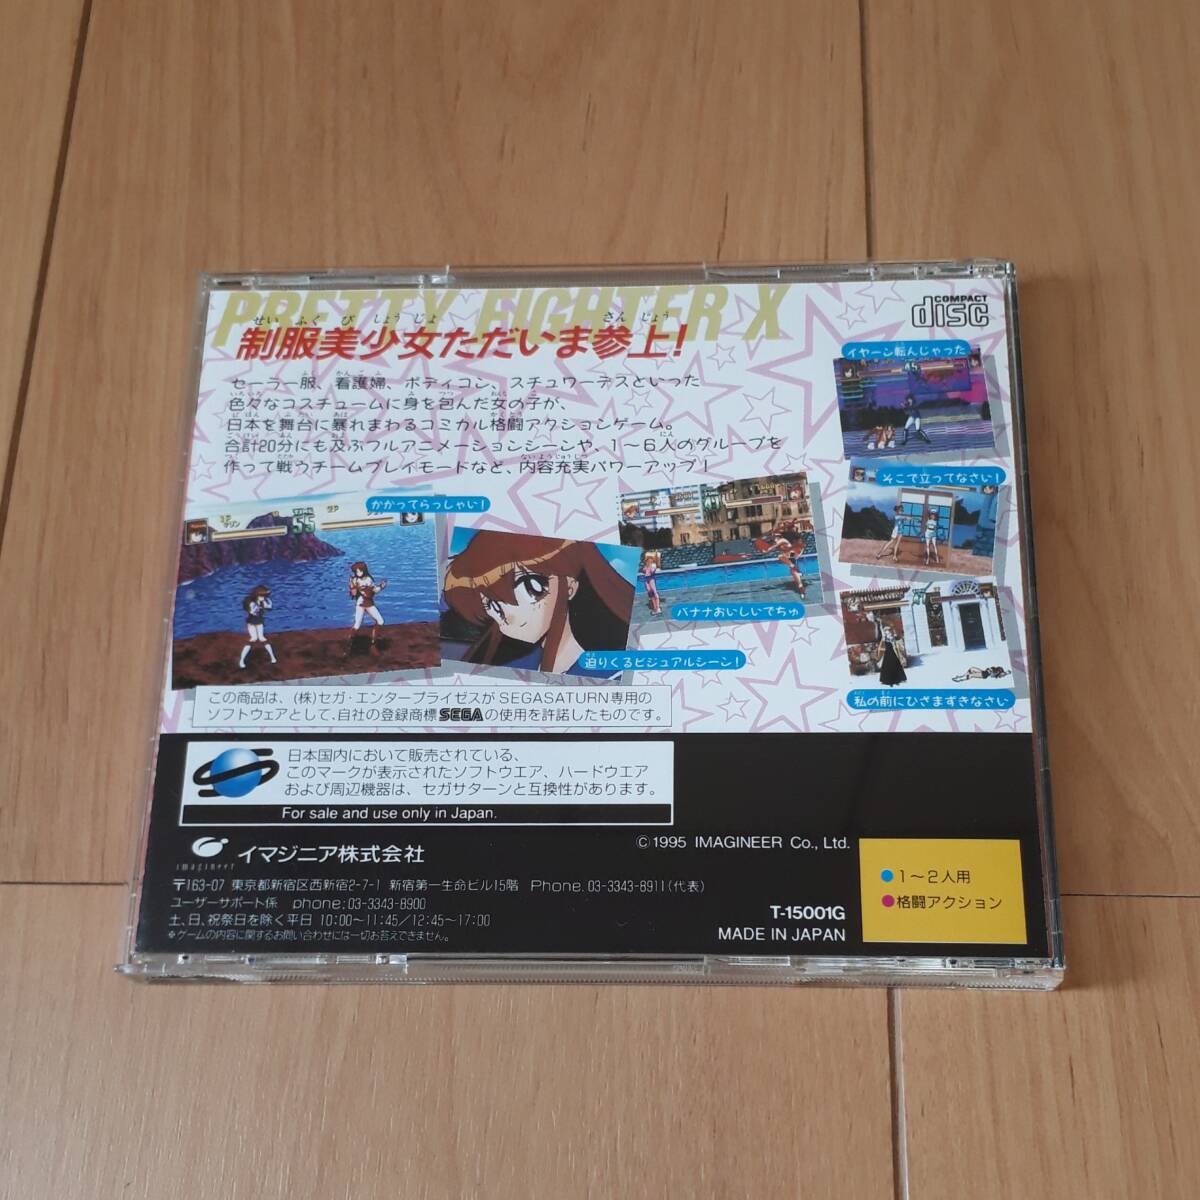 PRETTY FIGHTER X
COMPACT
disc
せいふくびしょうじょ さんじょう
制服美少女ただいま参上!
セーラー服、看護婦、ボディコン、スチュワーデスといった
色々なコスチュームに身を包んだ女の子が、
日本を舞台に暴れまわるコミカル格闘アクションゲーム。
合計20分にも及ぶフルアニメーションシーンや、1〜6人のグループを
作って戦うチームプレイモードなど、内容充実パワーアップ!
イヤーン転んじゃった
そこで立ってなさい!
かかってらっしゃい!
バナナおいしいでちゅ
迫りくるビジュアルシーン!
私の前にひざまずきなさい
この商品は、(株)セガ・エンタープライゼスがSEGASATURN専用の
ソフトウェアとして、自社の登録商標SEGAの使用を許諾したものです。
日本国内において販売されている、
このマークが表示されたソフトウエア、ハードウエア
および周辺機器は、セガサターンと互換性があります。
For sale and use only in Japan.
imagineer
イマジニア株式会社
©1995 IMAGINEER Co., Ltd.
〒163-07 東京都新宿区西新宿2-7-1 新宿第一生命ビル15階 Phone. 03-3343-8911(代表)
ユーザーサポート係 phone: 03-3343-8900
土、日、祝祭日を除く平日 10:00〜11:45/12:45〜17:00
※ゲームの内容に関するお問い合わせには一切お答えできません。
T-15001G
MADE IN JAPAN
●1〜2人用
●格闘アクション